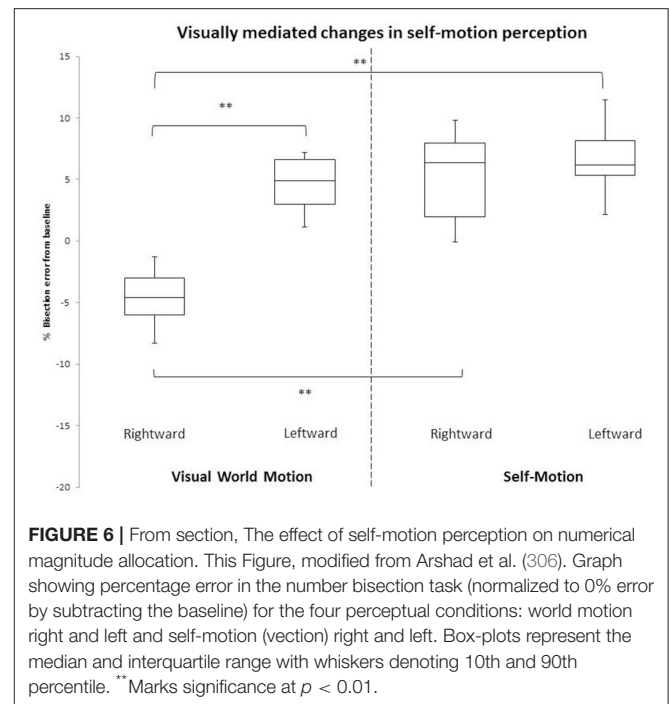 Visually mediated changes in self-motion perception
15
**
**
10
5
0
% Bisection error from baseline
-5
-10
**
-15
Rightward Leftward Rightward Leftward
Visual World Motion Self-Motion
-20
FIGURE 6 | From section, The effect of self-motion perception on numerical
magnitude allocation. This Figure, modified from Arshad et al. (306). Graph
showing percentage error in the number bisection task (normalized to 0% error
by subtracting the baseline) for the four perceptual conditions: world motion
right and left and self-motion (vection) right and left. Box-plots represent the
median and interquartile range with whiskers denoting 10th and 90th
percentile. **Marks significance at p < 0.01.